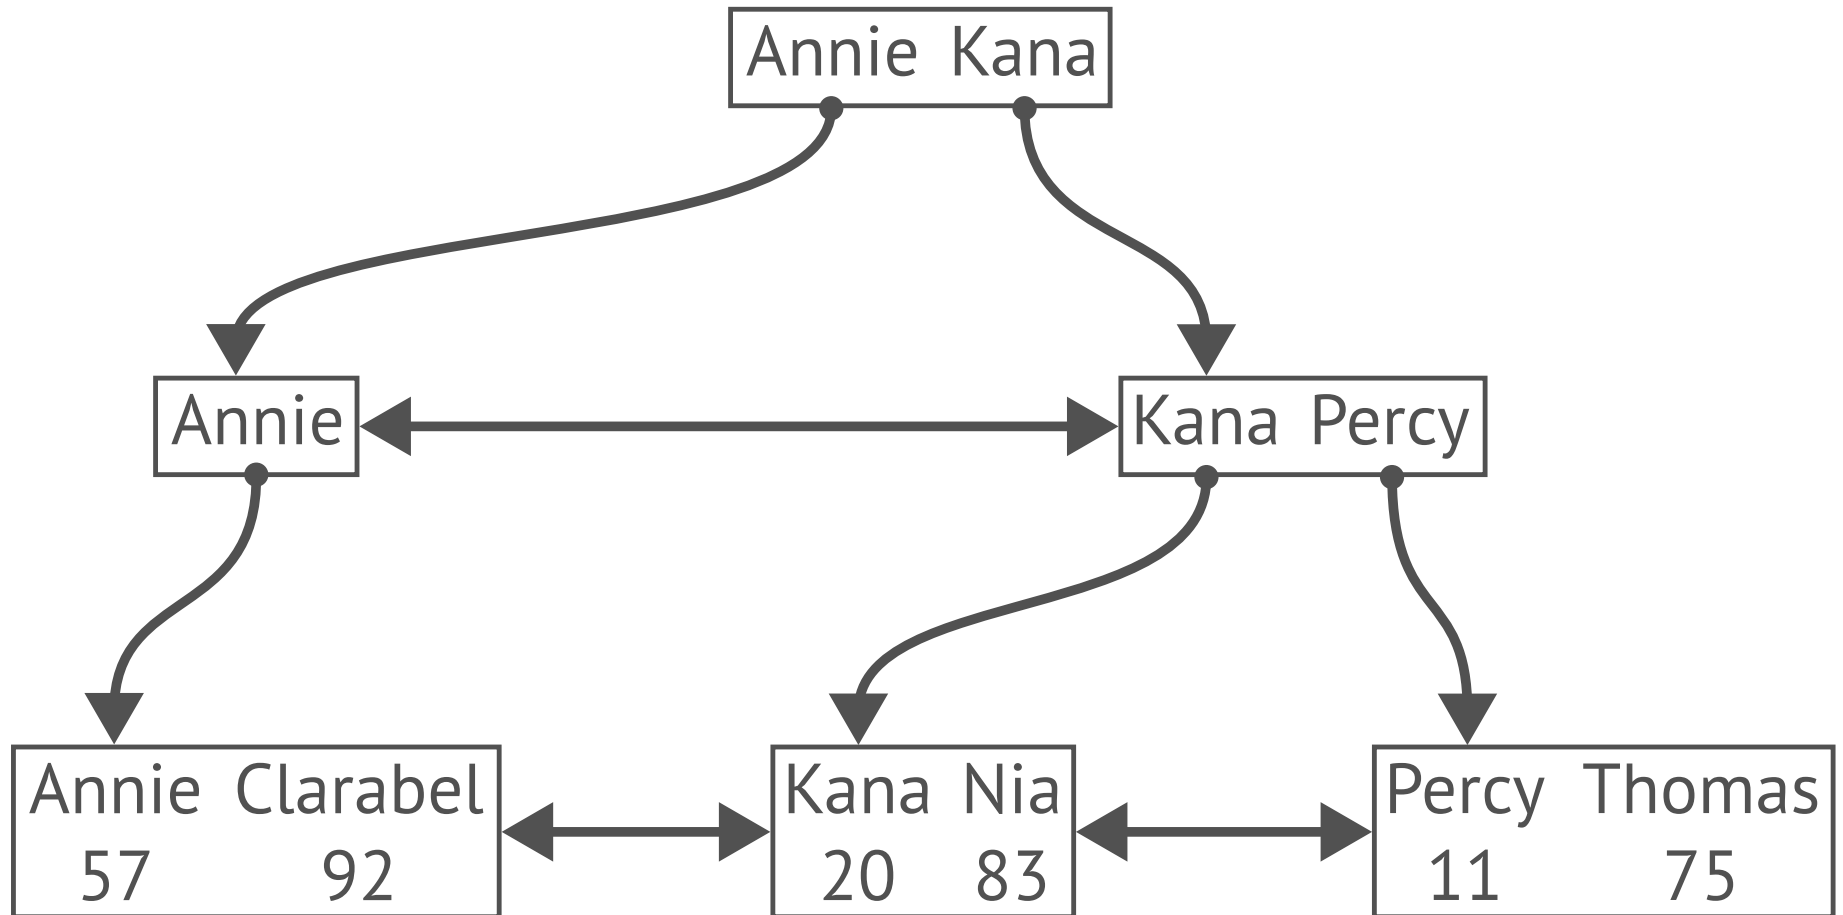 Annie Kana
Annie
Kana Percy
Annie Clarabel
57 92
Kana Nia
20 83
Percy Thomas
11 75